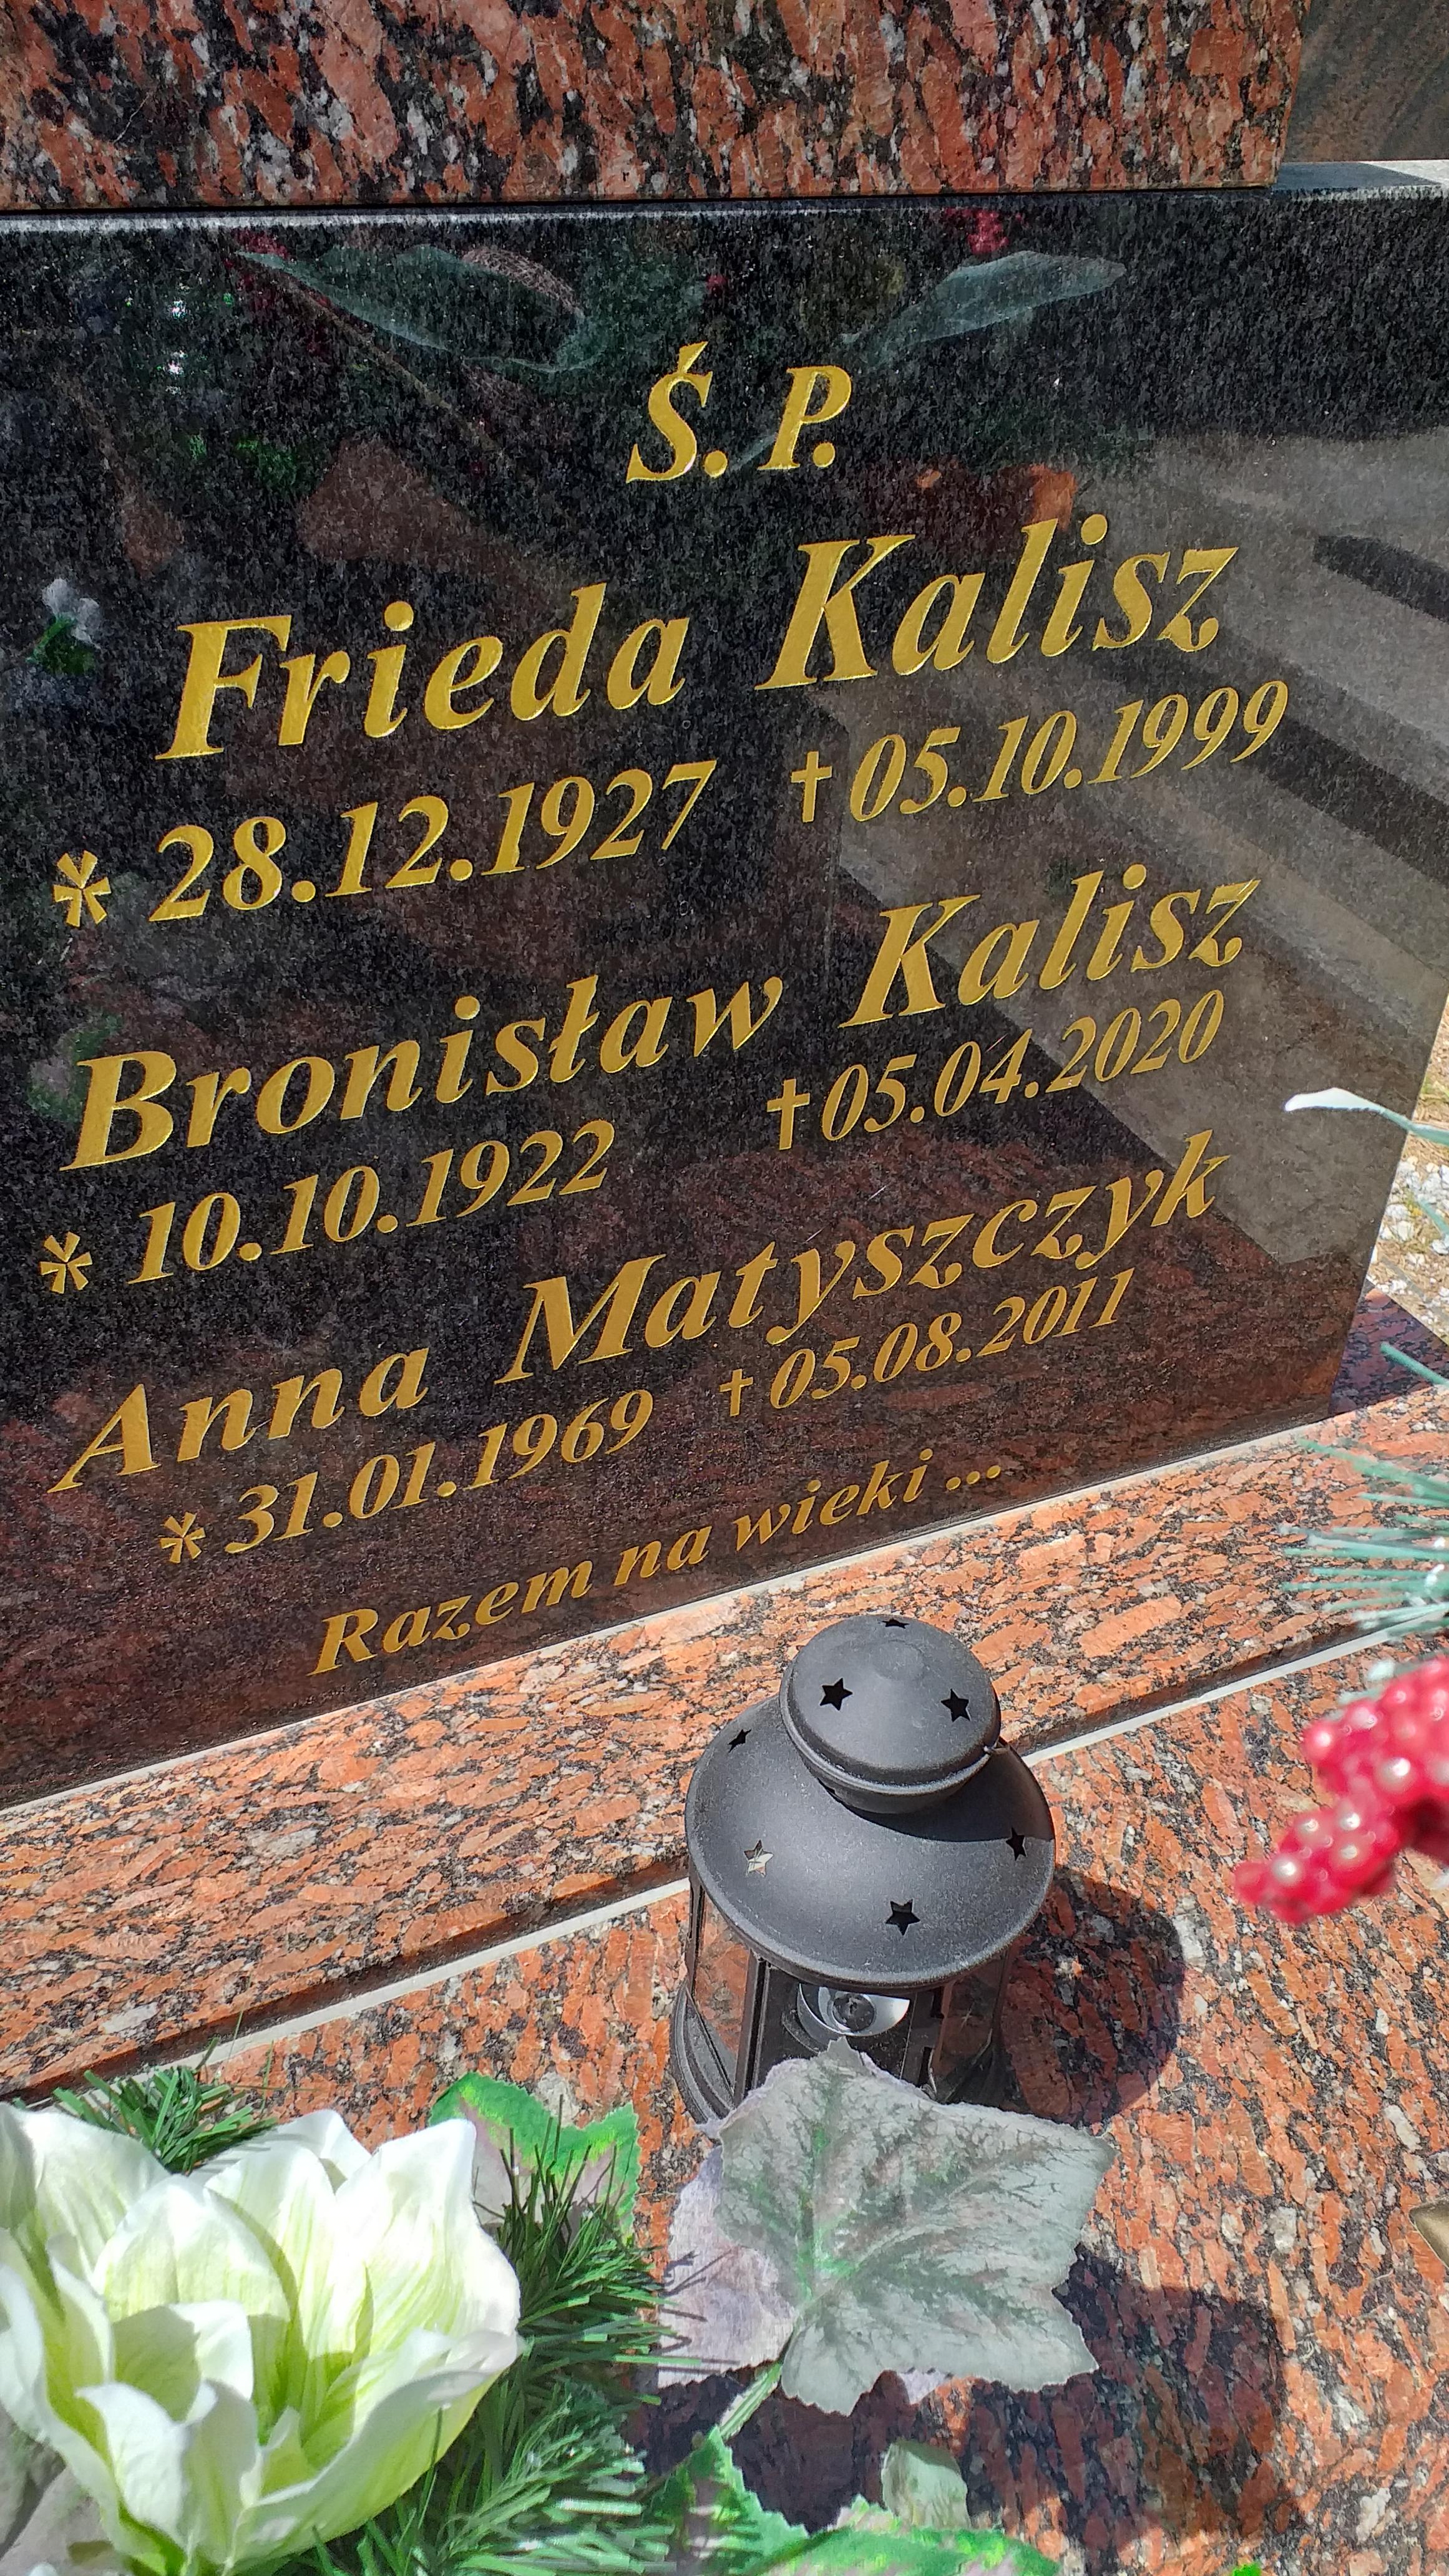 Ś. P.
Frieda Kalisz
* 28.12.1927 †05.10.1999
Bronisław Kalisz
* 10.10.1922 †05.04.2020
Anna Matyszczyk
* 31.01.1969 † 05.08.2011
Razem na wieki ...